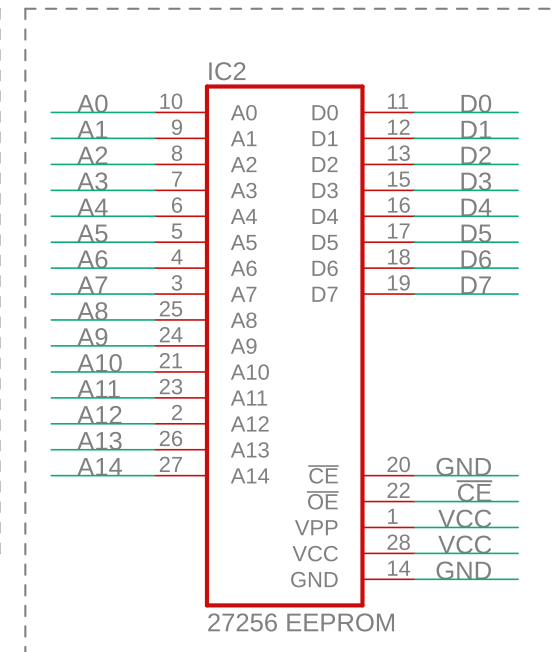 IC2
A0 10 A0 D0 11 D0
A1 9 A1 D1 12 D1
A2 8 A2 D2 13 D2
A3 7 A3 D3 15 D3
A4 6 A4 D4 16 D4
A5 5 A5 D5 17 D5
A6 4 A6 D6 18 D6
A7 3 A7 D7 19 D7
A8 25 A8
A9 24 A9
A10 21 A10
A11 23 A11
A12 2 A12
A13 26 A13
A14 27 A14 C̅E̅ 20 GND
O̅E̅ 22 C̅E̅
VPP 1 VCC
VCC 28 VCC
GND 14 GND
27256 EEPROM